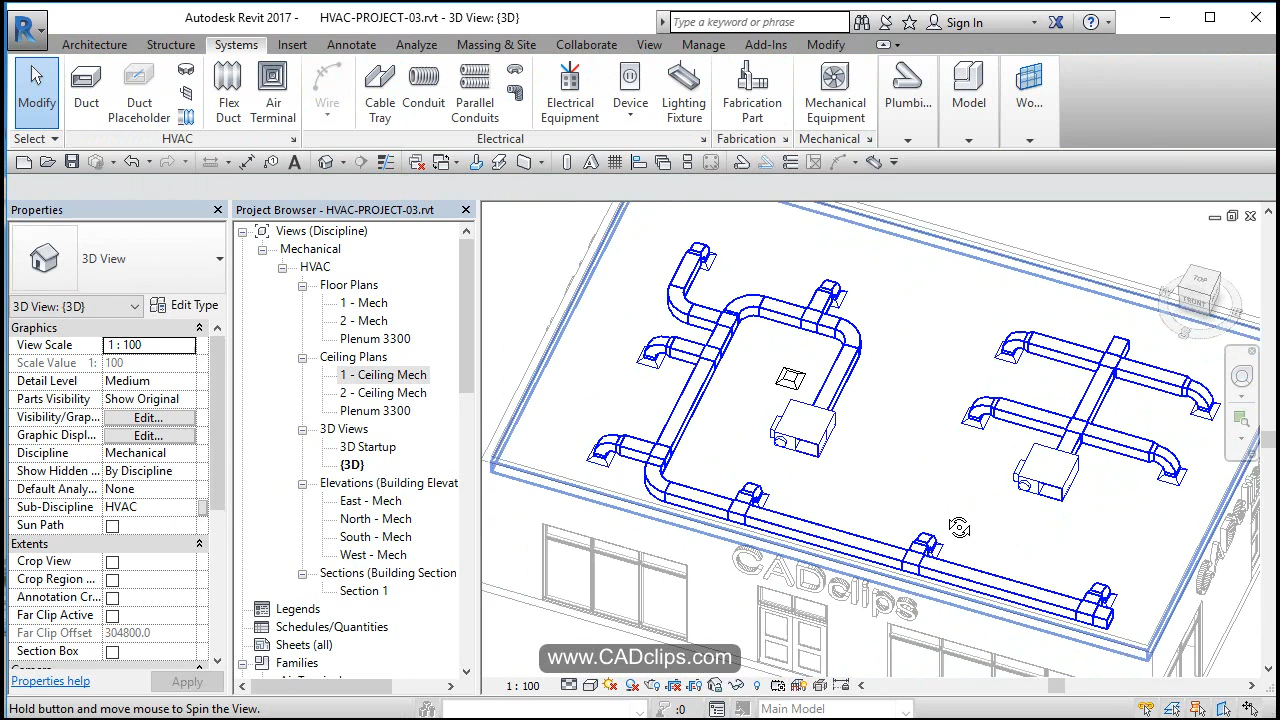 Autodesk Revit 2017 - HVAC-PROJECT-03.rvt - 3D View: {3D}
Type a keyword or phrase
Sign In
Architecture Structure Systems Insert Annotate Analyze Massing & Site Collaborate View Manage Add-Ins Modify
Modify
Duct
Duct Placeholder
Flex Duct
Air Terminal
Wire
Cable Tray
Conduit
Parallel Conduits
Electrical Equipment
Device
Lighting Fixture
Fabrication Part
Mechanical Equipment
Plumbi...
Model
Wo...
Select
HVAC
Electrical
Fabrication
Mechanical
Properties
3D View
3D View: {3D}
Edit Type
Graphics
View Scale 1 : 100
Scale Value 1: 100
Detail Level Medium
Parts Visibility Show Original
Visibility/Grap... Edit...
Graphic Displ... Edit...
Discipline Mechanical
Show Hidden ... By Discipline
Default Analy... None
Sub-Discipline HVAC
Sun Path
Extents
Crop View
Crop Region ...
Annotation Cr...
Far Clip Active
Far Clip Offset 304800.0
Section Box
Properties help
Apply
Project Browser - HVAC-PROJECT-03.rvt
Views (Discipline)
Mechanical
HVAC
Floor Plans
1 - Mech
2 - Mech
Plenum 3300
Ceiling Plans
1 - Ceiling Mech
2 - Ceiling Mech
Plenum 3300
3D Views
3D Startup
{3D}
Elevations (Building Elevat
East - Mech
North - Mech
South - Mech
West - Mech
Sections (Building Section
Section 1
Legends
Schedules/Quantities
Sheets (all)
Families
TOP
FRONT
CADclips
www.CADclips.com
1 : 100
Hold button and move mouse to Spin the View.
:0
Main Model